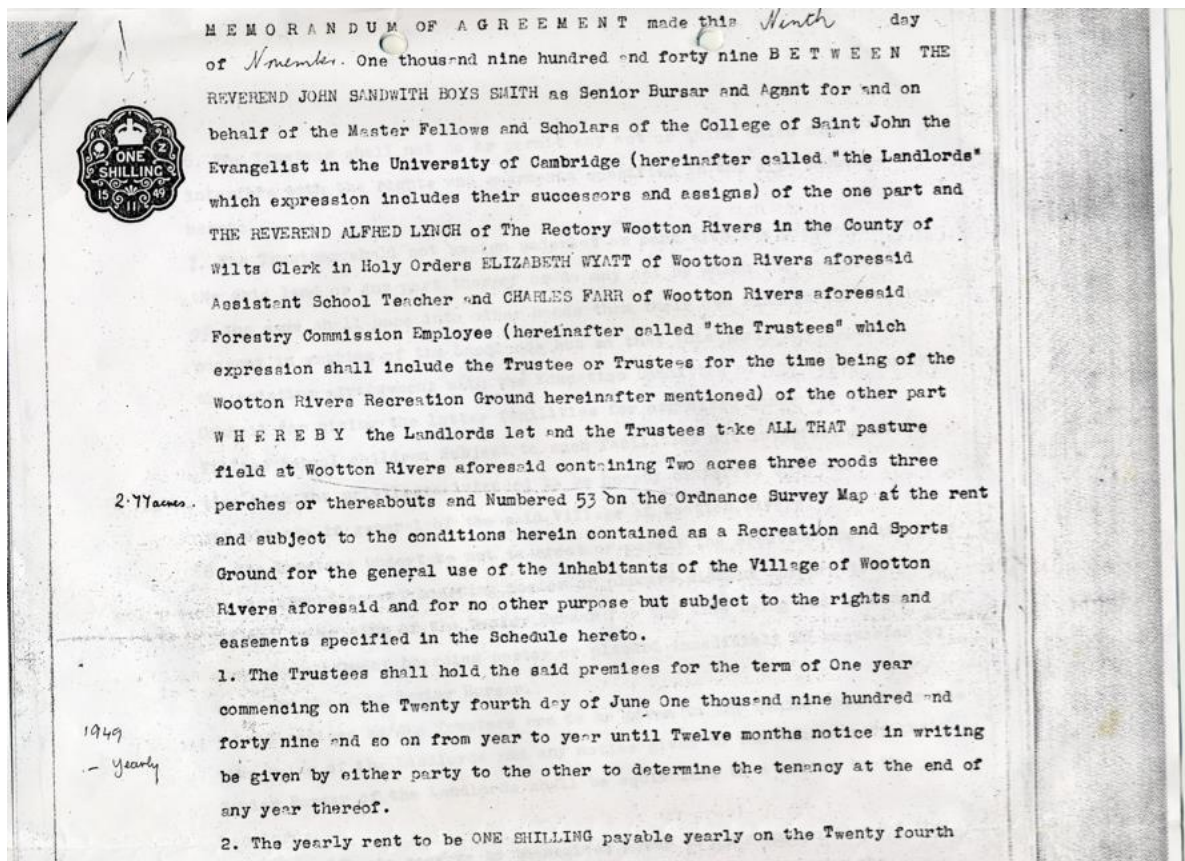 MEMORANDUM OF AGREEMENT made this Ninth day
of November. One thousand nine hundred and forty nine BETWEEN THE
REVEREND JOHN SANDWITH BOYS SMITH as Senior Bursar and Agent for and on
behalf of the Master Fellows and Scholars of the College of Saint John the
Evangelist in the University of Cambridge (hereinafter called "the Landlords"
which expression includes their successors and assigns) of the one part and
THE REVEREND ALFRED LYNCH of The Rectory Wootton Rivers in the County of
Wilts Clerk in Holy Orders ELIZABETH WYATT of Wootton Rivers aforesaid
Assistant School Teacher and CHARLES FARR of Wootton Rivers aforesaid
Forestry Commission Employee (hereinafter called "the Trustees" which
expression shall include the Trustee or Trustees for the time being of the
Wootton Rivers Recreation Ground hereinafter mentioned) of the other part
WHEREBY the Landlords let and the Trustees take ALL THAT pasture
field at Wootton Rivers aforesaid containing Two acres three roods three
2.77 acres. perches or thereabouts and Numbered 53 on the Ordnance Survey Map at the rent
and subject to the conditions herein contained as a Recreation and Sports
Ground for the general use of the inhabitants of the Village of Wootton
Rivers aforesaid and for no other purpose but subject to the rights and
easements specified in the Schedule hereto.
1. The Trustees shall hold the said premises for the term of One year
commencing on the Twenty fourth day of June One thousand nine hundred and
1949 forty nine and so on from year to year until Twelve months notice in writing
- yearly be given by either party to the other to determine the tenancy at the end of
any year thereof.
2. The yearly rent to be ONE SHILLING payable yearly on the Twenty fourth
Z
ONE
SHILLING
15 49
11